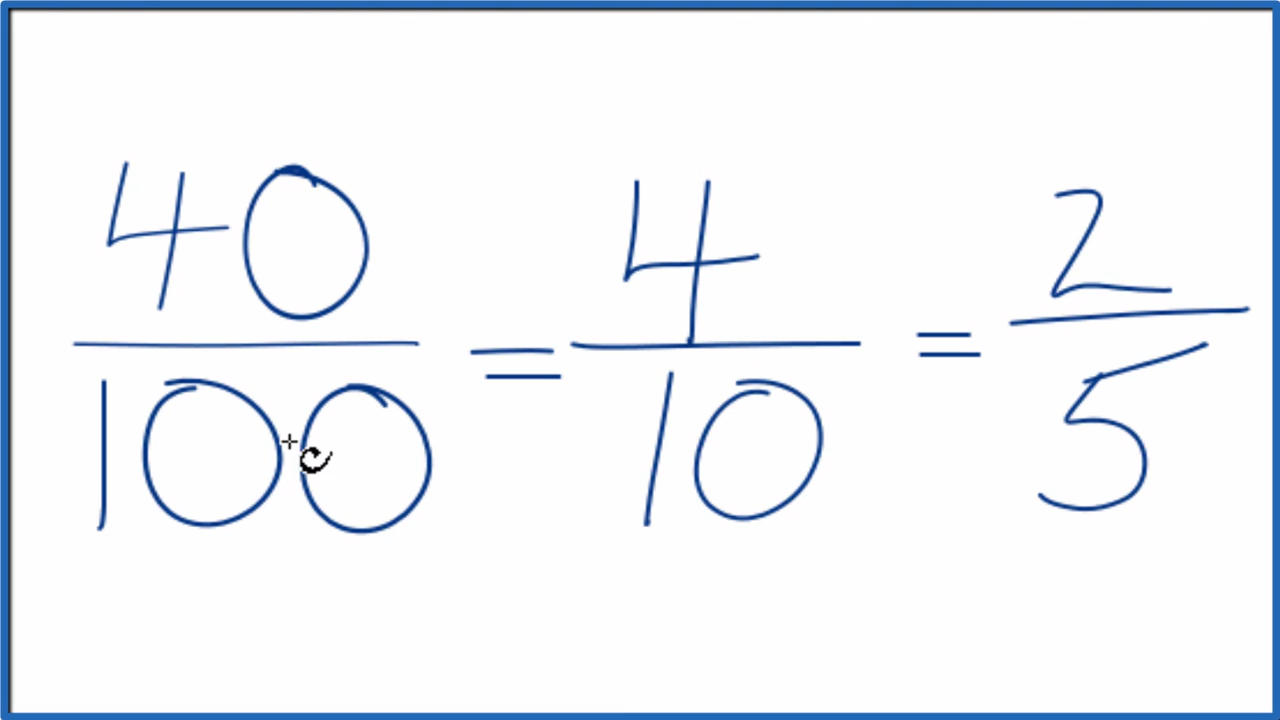 40/100 = 4/10 = 2/5